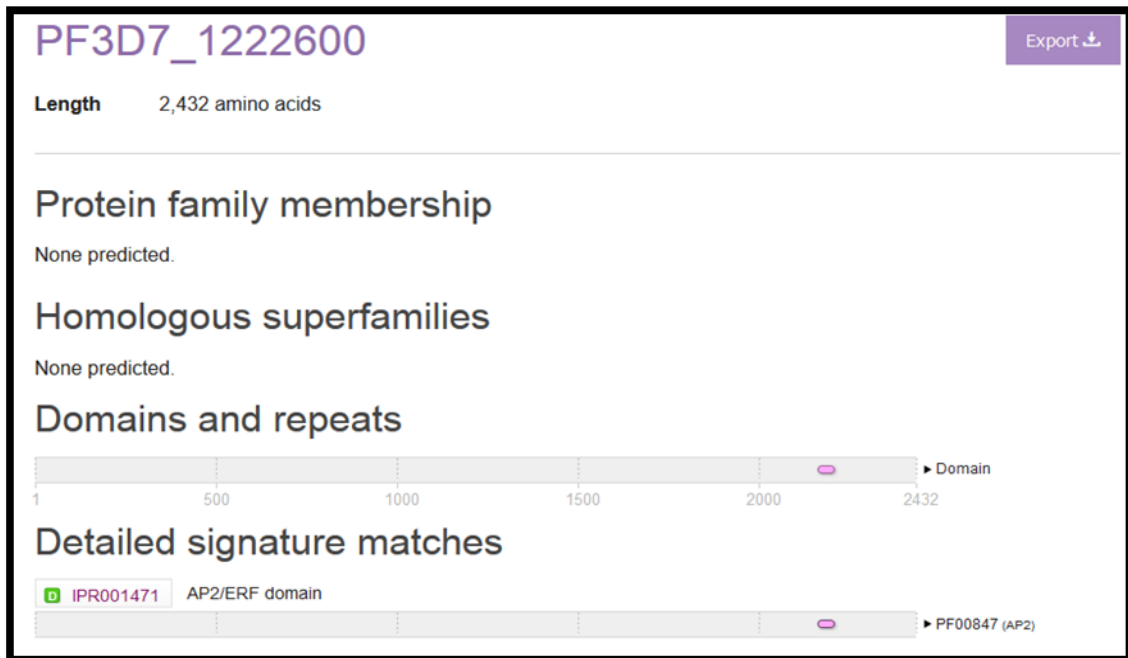 PF3D7_1222600
Export
Length 2,432 amino acids
Protein family membership
None predicted.
Homologous superfamilies
None predicted.
Domains and repeats
Domain
1 500 1000 1500 2000 2432
Detailed signature matches
D IPR001471 AP2/ERF domain
PF00847 (AP2)